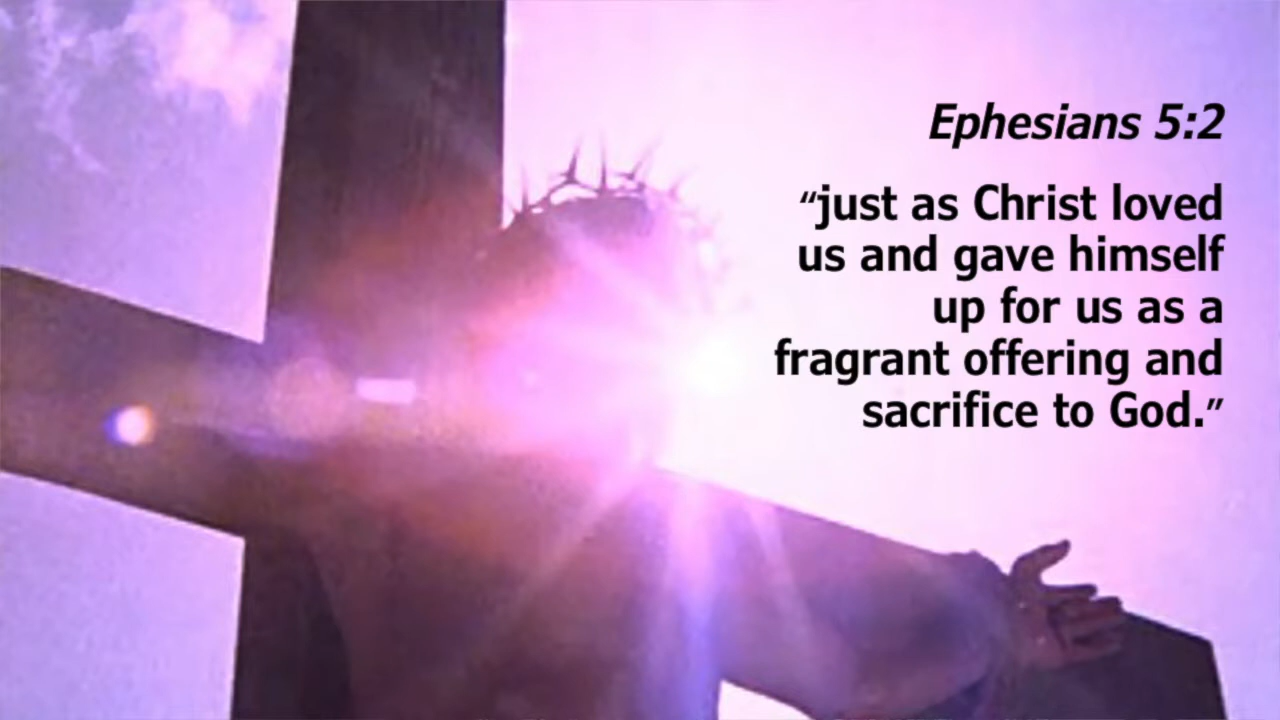 Ephesians 5:2
“just as Christ loved
us and gave himself
up for us as a
fragrant offering and
sacrifice to God.”